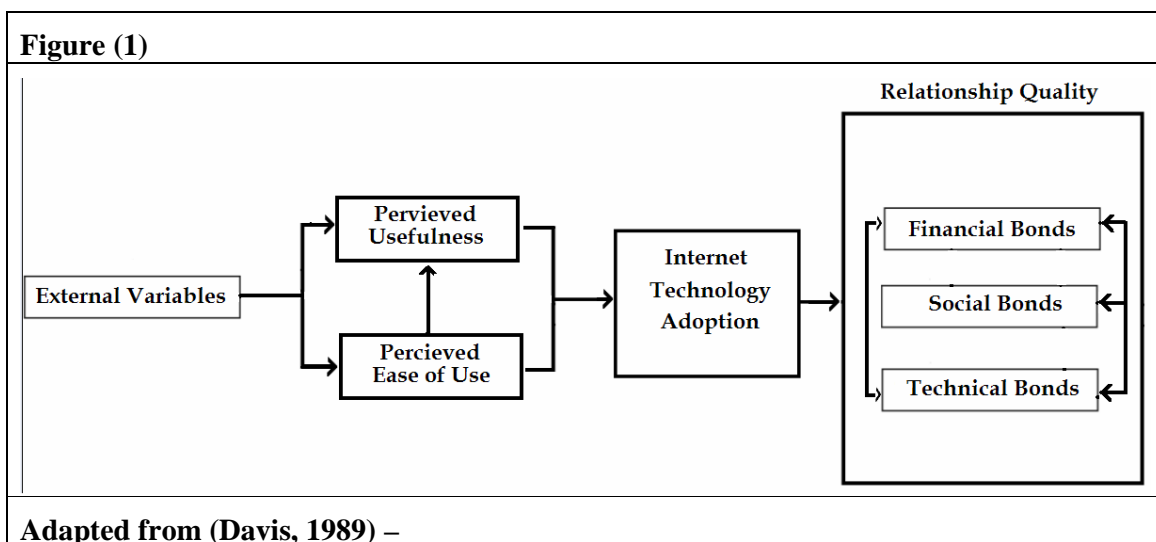 Figure (1)
Relationship Quality
External Variables
Pervieved
Usefulness
Percieved
Ease of Use
Internet
Technology
Adoption
Financial Bonds
Social Bonds
Technical Bonds
Adapted from (Davis, 1989) –